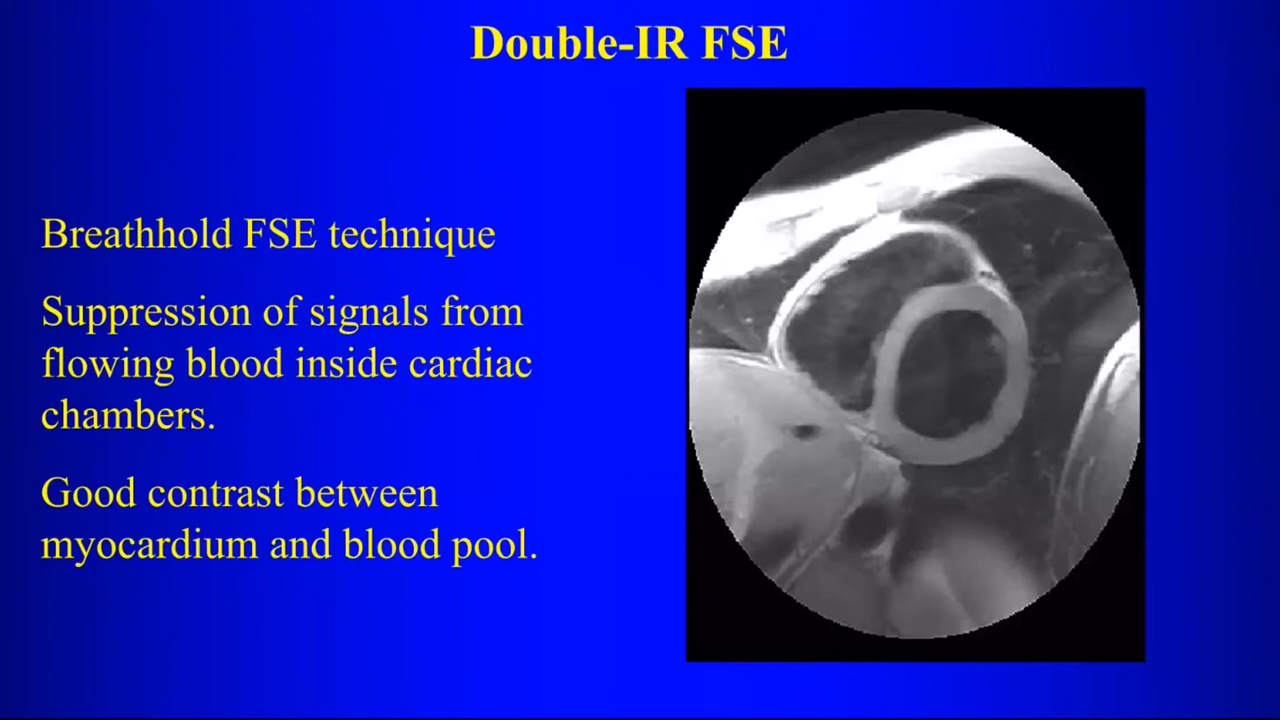 Double-IR FSE
Breathhold FSE technique
Suppression of signals from
flowing blood inside cardiac
chambers.
Good contrast between
myocardium and blood pool.